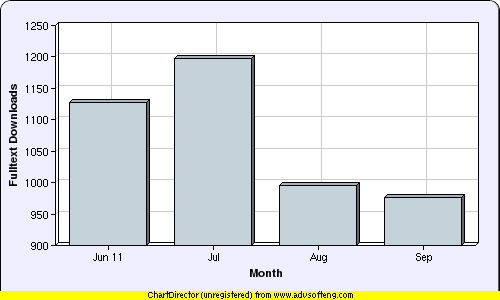 1250
1200
1150
1100
1050
1000
950
900
Fulltext Downloads
Jun 11 Jul Aug Sep
Month
ChartDirector (unregistered) from www.advsofteng.com